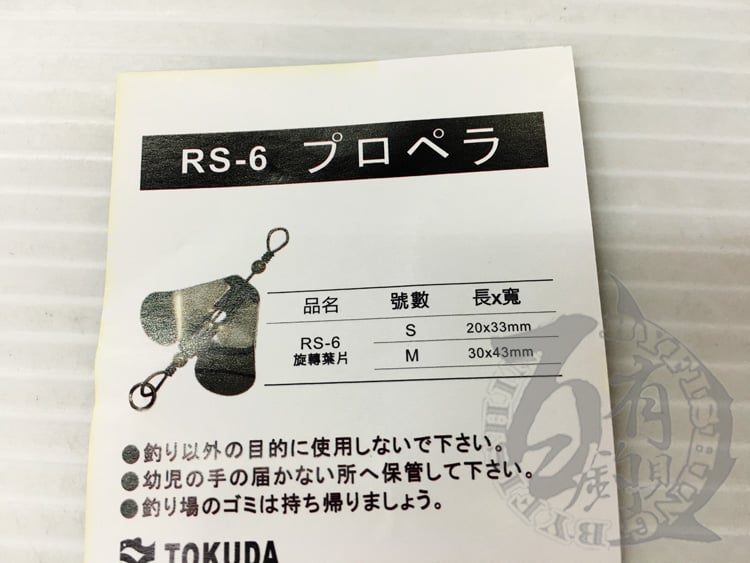 RS-6 プロペラ
品名 號數 長x寬
RS-6 旋轉葉片 S 20x33mm
M 30x43mm
●釣り以外の目的に使用しないで下さい。
●幼児の手の届かない所へ保管して下さい。
●釣り場のゴミは持ち帰りましょう。
TOKUDA